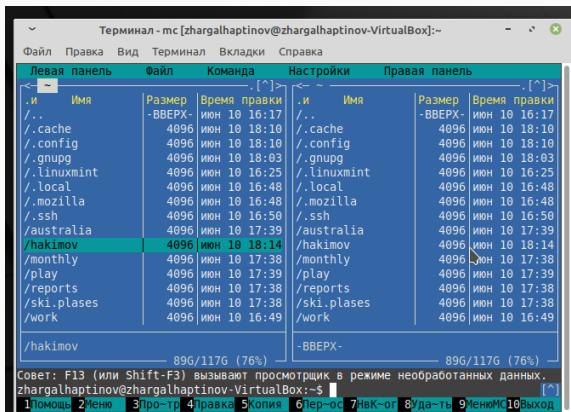 Терминал - mc [zhargalhaptinov@zhargalhaptinov-VirtualBox]:~
Файл Правка Вид Терминал Вкладки Справка
Левая панель Файл Команда Настройки Правая панель
<- ~ .[^]> <- ~ .[^]>
.и Имя Размер Время правки .и Имя Размер Время правки
/.. -ВВЕРХ- июн 10 16:17 /.. -ВВЕРХ- июн 10 16:17
/.cache 4096 июн 10 18:10 /.cache 4096 июн 10 18:10
/.config 4096 июн 10 18:10 /.config 4096 июн 10 18:10
/.gnupg 4096 июн 10 18:03 /.gnupg 4096 июн 10 18:03
/.linuxmint 4096 июн 10 16:25 /.linuxmint 4096 июн 10 16:25
/.local 4096 июн 10 16:48 /.local 4096 июн 10 16:48
/.mozilla 4096 июн 10 16:48 /.mozilla 4096 июн 10 16:48
/.ssh 4096 июн 10 16:50 /.ssh 4096 июн 10 16:50
/australia 4096 июн 10 17:39 /australia 4096 июн 10 17:39
/hakimov 4096 июн 10 18:14 /hakimov 4096 июн 10 18:14
/monthly 4096 июн 10 17:38 /monthly 4096 июн 10 17:38
/play 4096 июн 10 17:39 /play 4096 июн 10 17:39
/reports 4096 июн 10 17:38 /reports 4096 июн 10 17:38
/ski.plases 4096 июн 10 17:38 /ski.plases 4096 июн 10 17:38
/work 4096 июн 10 16:49 /work 4096 июн 10 16:49
/hakimov -ВВЕРХ-
89G/117G (76%) 89G/117G (76%)
Совет: F13 (или Shift-F3) вызывают просмотрщик в режиме необработанных данных.
zhargalhaptinov@zhargalhaptinov-VirtualBox:~$ [^]
1Помощь 2Меню 3Про~тр 4Правка 5Копия 6Пер~ос 7НвК~ог 8Уда~ть 9МенюMC 10Выход